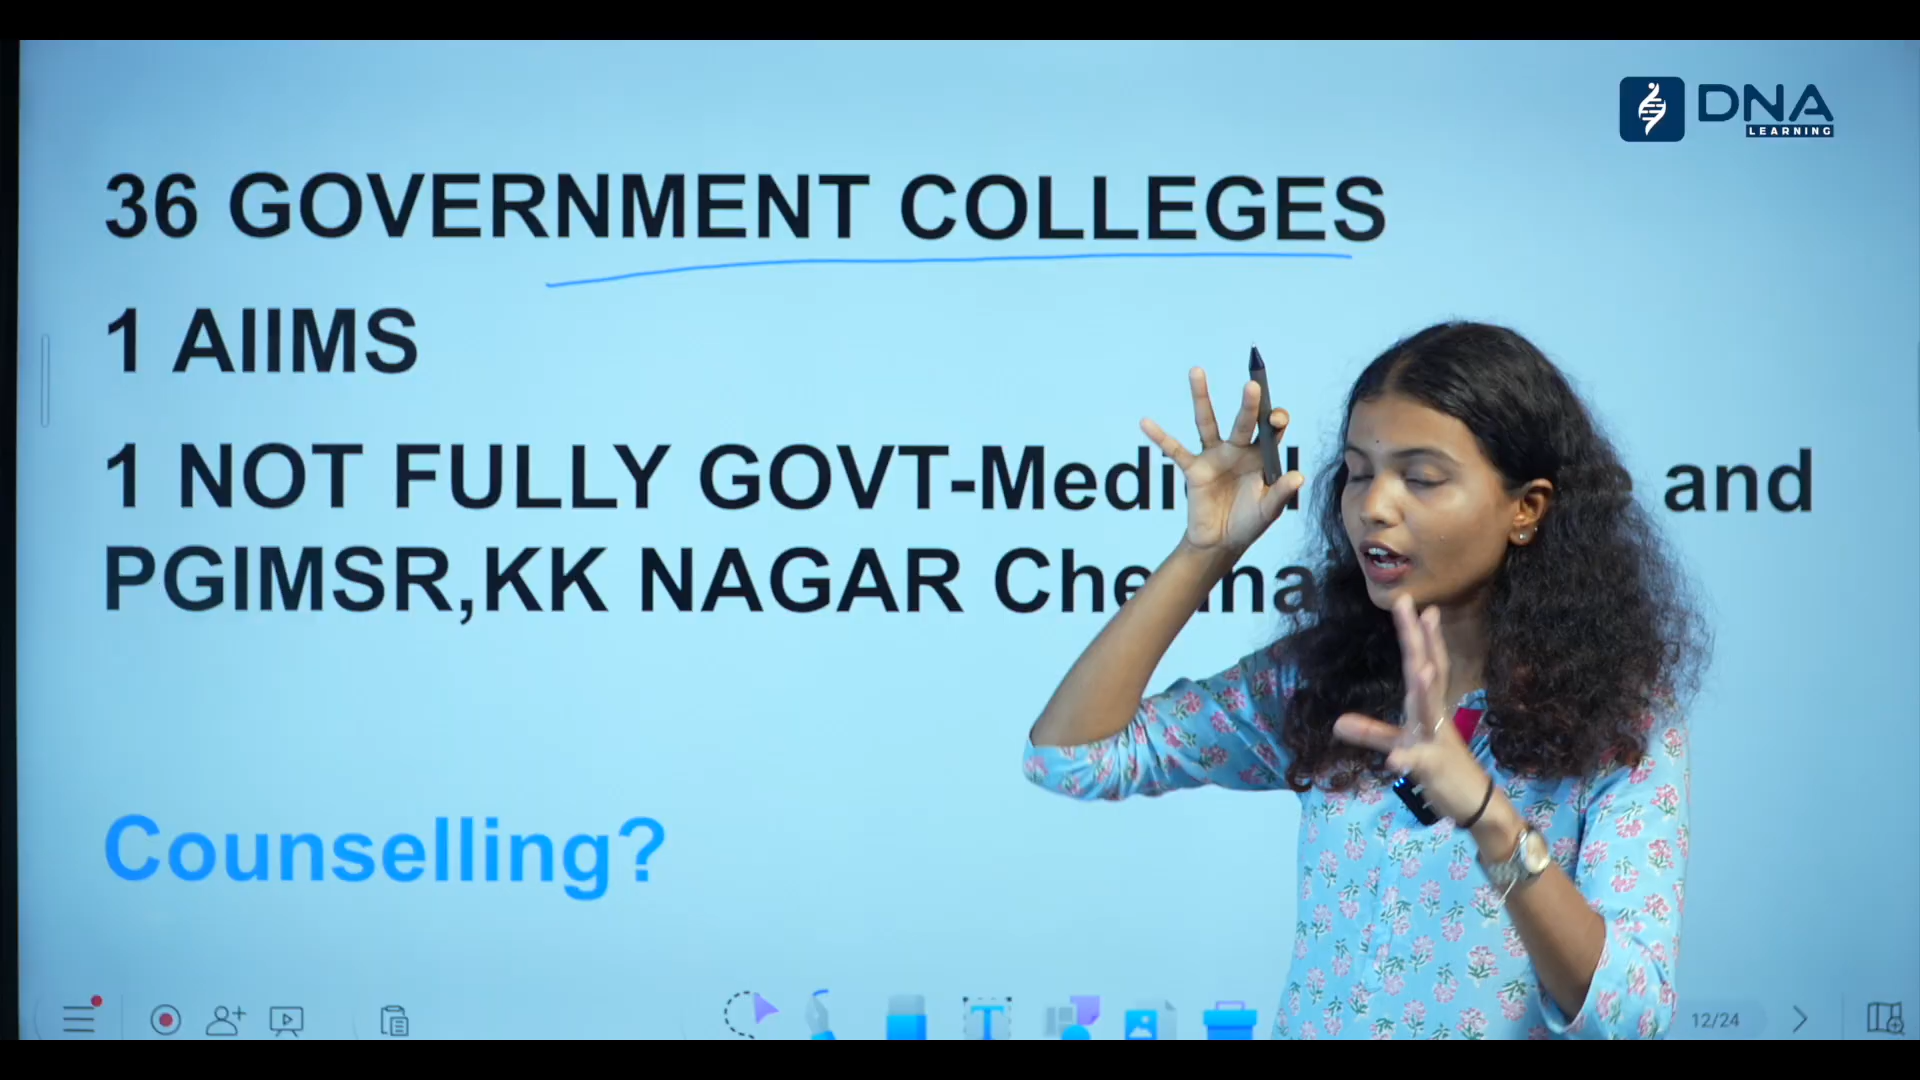 DNA
LEARNING
36 GOVERNMENT COLLEGES
1 AIIMS
1 NOT FULLY GOVT-Medi and
PGIMSR,KK NAGAR
Counselling?
12/24